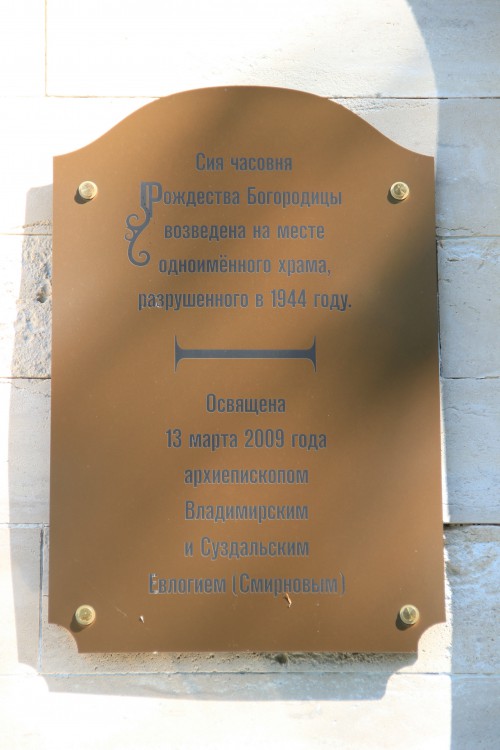 Сия часовня
Рождества Богородицы
возведена на месте
одноимённого храма,
разрушенного в 1944 году.
Освящена
13 марта 2009 года
архиепископом
Владимирским
и Суздальским
Евлогием (Смирновым)